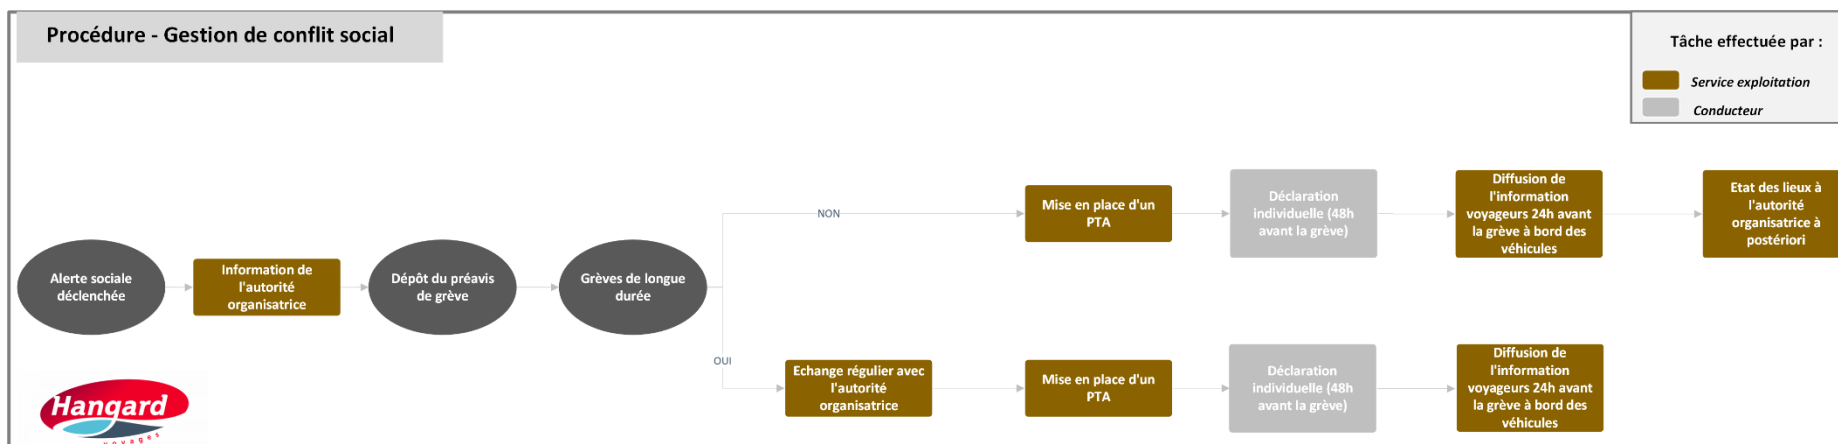 Procédure - Gestion de conflit social
Tâche effectuée par :
Service exploitation
Conducteur
Alerte sociale
déclenchée
Information de
l'autorité
organisatrice
Dépôt du préavis
de grève
Grèves de longue
durée
NON
Mise en place d'un
PTA
Déclaration
individuelle (48h
avant la grève)
Diffusion de
l'information
voyageurs 24h avant
la grève à bord des
véhicules
Etat des lieux à
l'autorité
organisatrice à
postériori
OUI
Echange régulier avec
l'autorité
organisatrice
Mise en place d'un
PTA
Déclaration
individuelle (48h
avant la grève)
Diffusion de
l'information
voyageurs 24h avant
la grève à bord des
véhicules
Hangard
voyages